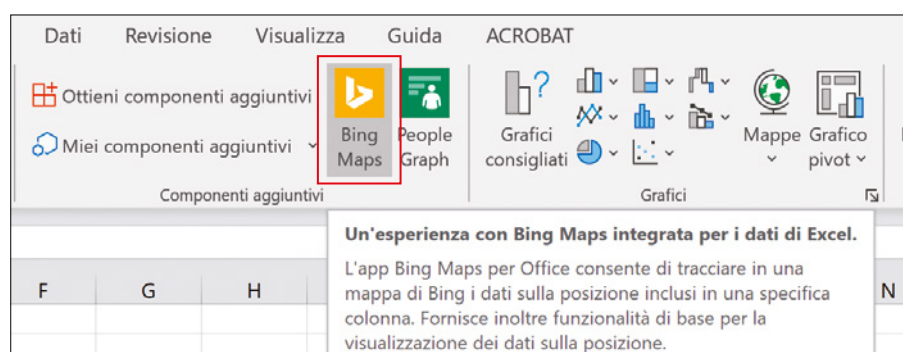 Dati Revisione Visualizza Guida ACROBAT
Ottieni componenti aggiuntivi
Miei componenti aggiuntivi
Bing
Maps
People
Graph
Componenti aggiuntivi
Grafici
consigliati
Mappe
Grafico
pivot
Grafici
Un'esperienza con Bing Maps integrata per i dati di Excel.
L'app Bing Maps per Office consente di tracciare in una
mappa di Bing i dati sulla posizione inclusi in una specifica
colonna. Fornisce inoltre funzionalità di base per la
visualizzazione dei dati sulla posizione.
F G H N